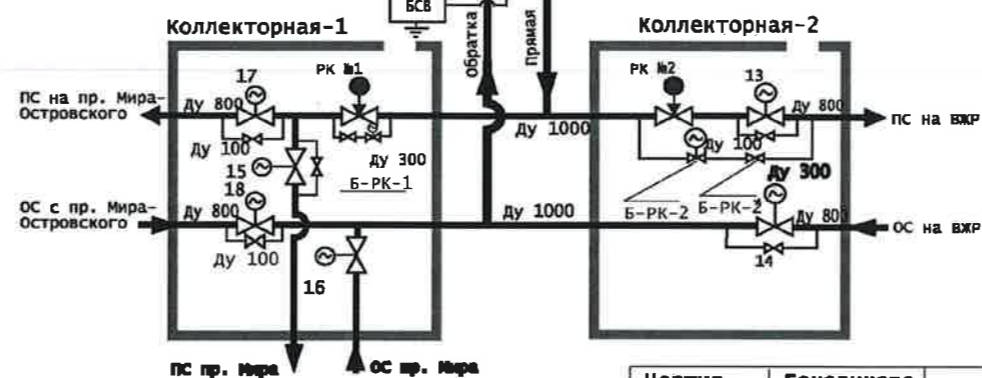 БСВ
Коллекторная-1
Обратка
Прямая
Коллекторная-2
17
РК №1
РК №2
13
ПС на пр. Мира-
Островского
Ду 800
Ду 800
ПС на ВЖР
Ду 1000
Ду 100
Ду 100
15
Ду 300
Б-РК-1
Ду 300
18
Б-РК-2
Б-РК-2
ОС с пр. Мира-
Островского
Ду 800
Ду 1000
Ду 800
ОС на ВЖР
Ду 100
14
16
ПС пр. Мира
ОС пр. Мира